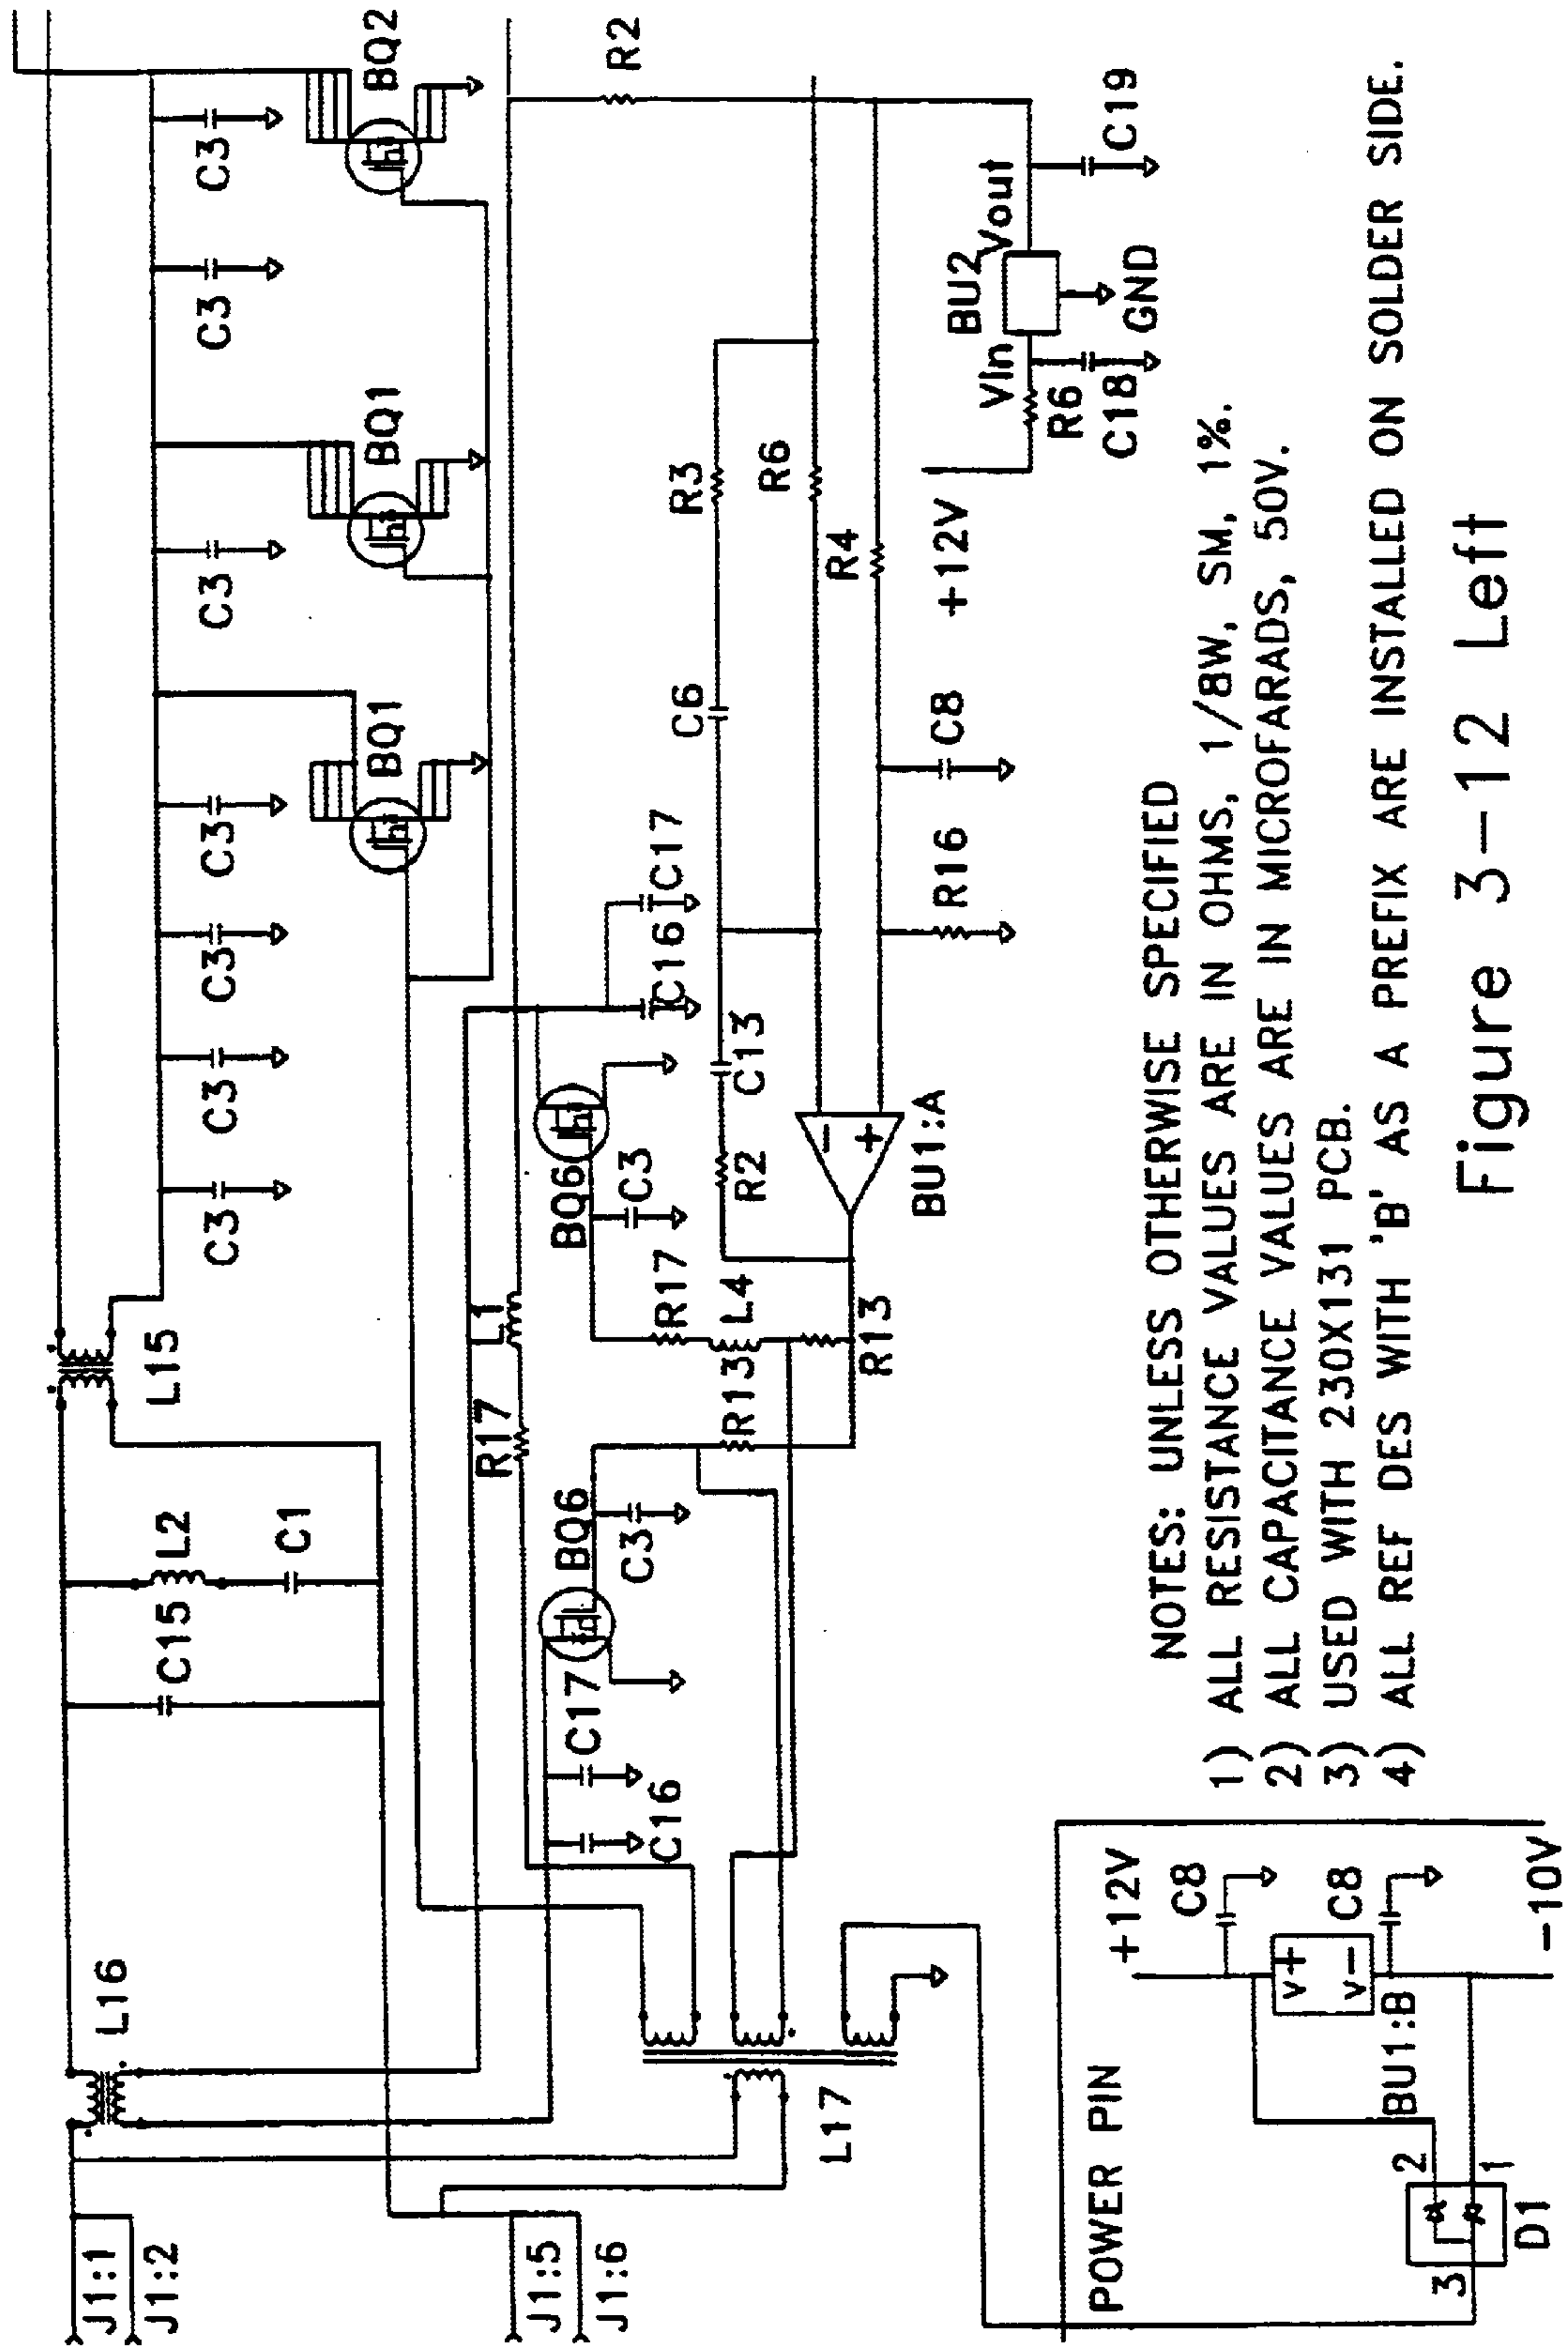 J1:1
J1:2
L16
C15
L2
C1
L15
C3
C3
C3
C3
C3
C3
C3
BQ1
BQ1
BQ2
J1:5
J1:6
L17
C16
C17
BQ6
C3
R17
L1
BQ6
C3
C16
C17
R13
R17
L4
R13
R2
C13
C6
R3
R6
R4
R2
BU1:A
-
+
R16
C8
+12V
R6
C18
VIn
BU2
Vout
GND
C19
POWER PIN
+12V
C8
V+
V-
BU1:B
C8
-10V
D1
3
2
1
NOTES: UNLESS OTHERWISE SPECIFIED
1) ALL RESISTANCE VALUES ARE IN OHMS, 1/8W, SM, 1%.
2) ALL CAPACITANCE VALUES ARE IN MICROFARADS, 50V.
3) USED WITH 230X131 PCB.
4) ALL REF DES WITH 'B' AS A PREFIX ARE INSTALLED ON SOLDER SIDE.
Figure 3-12 Left